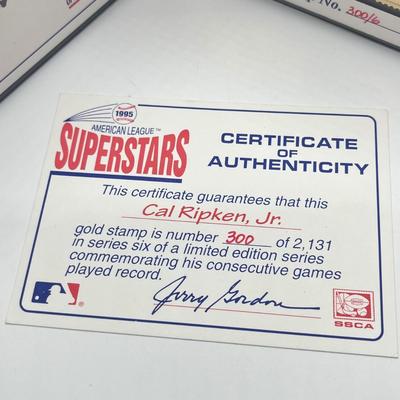 No. 300/6
1995
AMERICAN LEAGUE™
SUPERSTARS
CERTIFICATE
OF
AUTHENTICITY
This certificate guarantees that this
Cal Ripken, Jr.
gold stamp is number 300 of 2,131
in series six of a limited edition series
commemorating his consecutive games
played record.
Jerry Gordon
®
SSCA